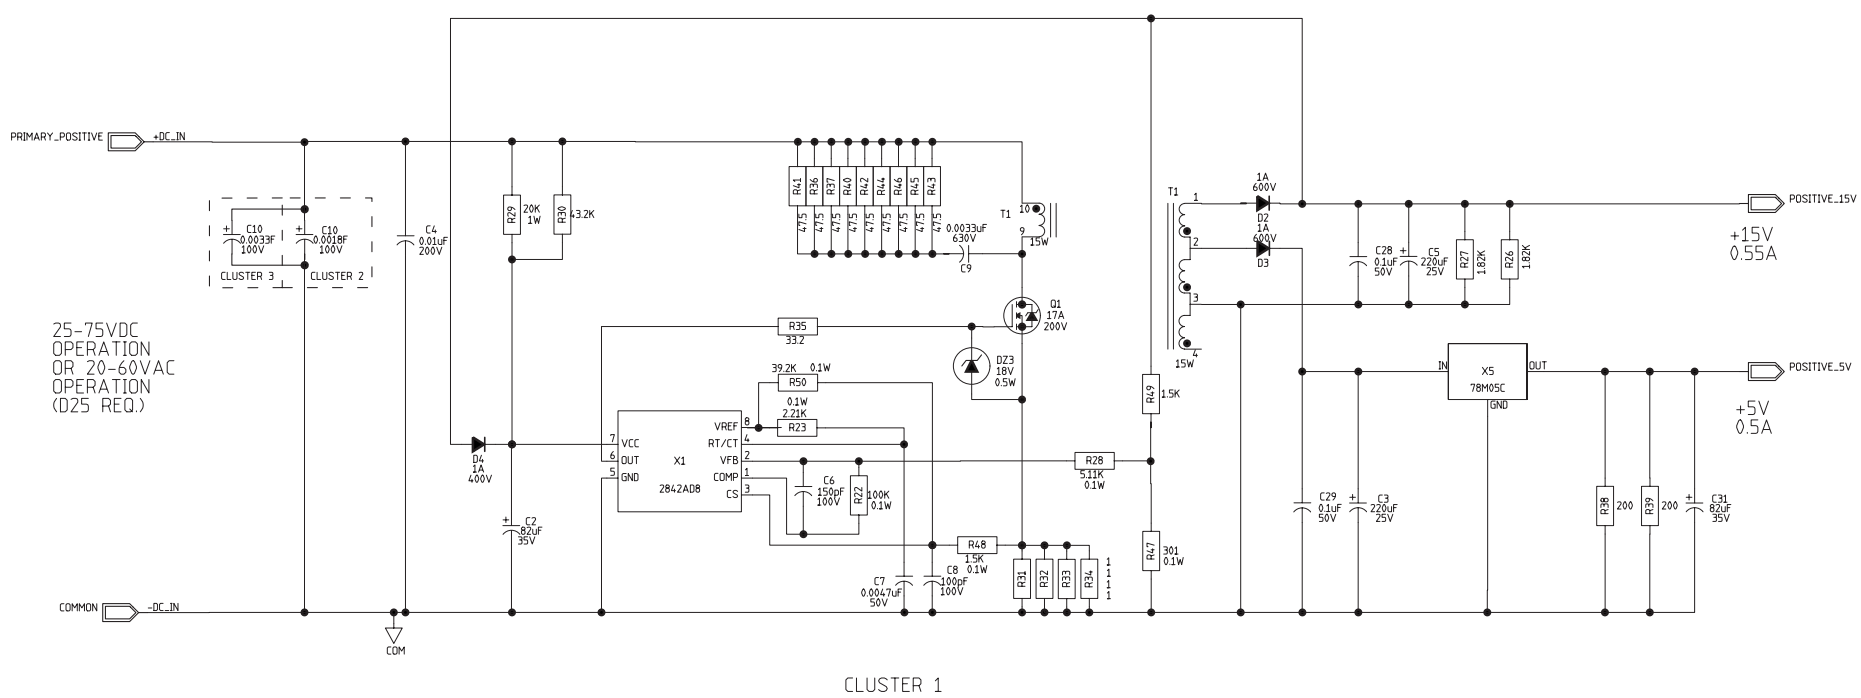 PRIMARY_POSITIVE
+DC_IN
C10
0.0033F
100V
CLUSTER 3
C10
0.0018F
100V
CLUSTER 2
C4
0.01uF
200V
25-75VDC
OPERATION
OR 20-60VAC
OPERATION
(D25 REQ.)
COMMON
-DC_IN
COM
R29
20K
1W
R30
43.2K
D4
1A
400V
C2
82uF
35V
R41
R36
R37
R40
R42
R44
R46
R45
R43
47.5
47.5
47.5
47.5
47.5
47.5
47.5
47.5
47.5
0.0033uF
630V
C9
T1
10
9
15W
Q1
17A
200V
R35
33.2
DZ3
18V
0.5W
39.2K 0.1W
R50
0.1W
2.21K
R23
VREF 8
RT/CT 4
VFB 2
COMP 1
CS 3
7 VCC
6 OUT
5 GND
X1
2842AD8
C6
150pF
100V
R22
100K
0.1W
R28
5.11K
0.1W
R48
1.5K
0.1W
C7
0.0047uF
50V
C8
100pF
100V
R31
R32
R33
R34
1
1
1
1
R49
1.5K
R47
301
0.1W
T1
1
2
3
4
15W
1A
600V
D2
1A
600V
D3
C28
0.1uF
50V
C5
220uF
25V
R27
1.82K
R26
1.82K
POSITIVE_15V
+15V
0.55A
IN
X5
78M05C
OUT
GND
POSITIVE_5V
+5V
0.5A
C29
0.1uF
50V
C3
220uF
25V
R38
200
R39
200
C31
82uF
35V
CLUSTER 1